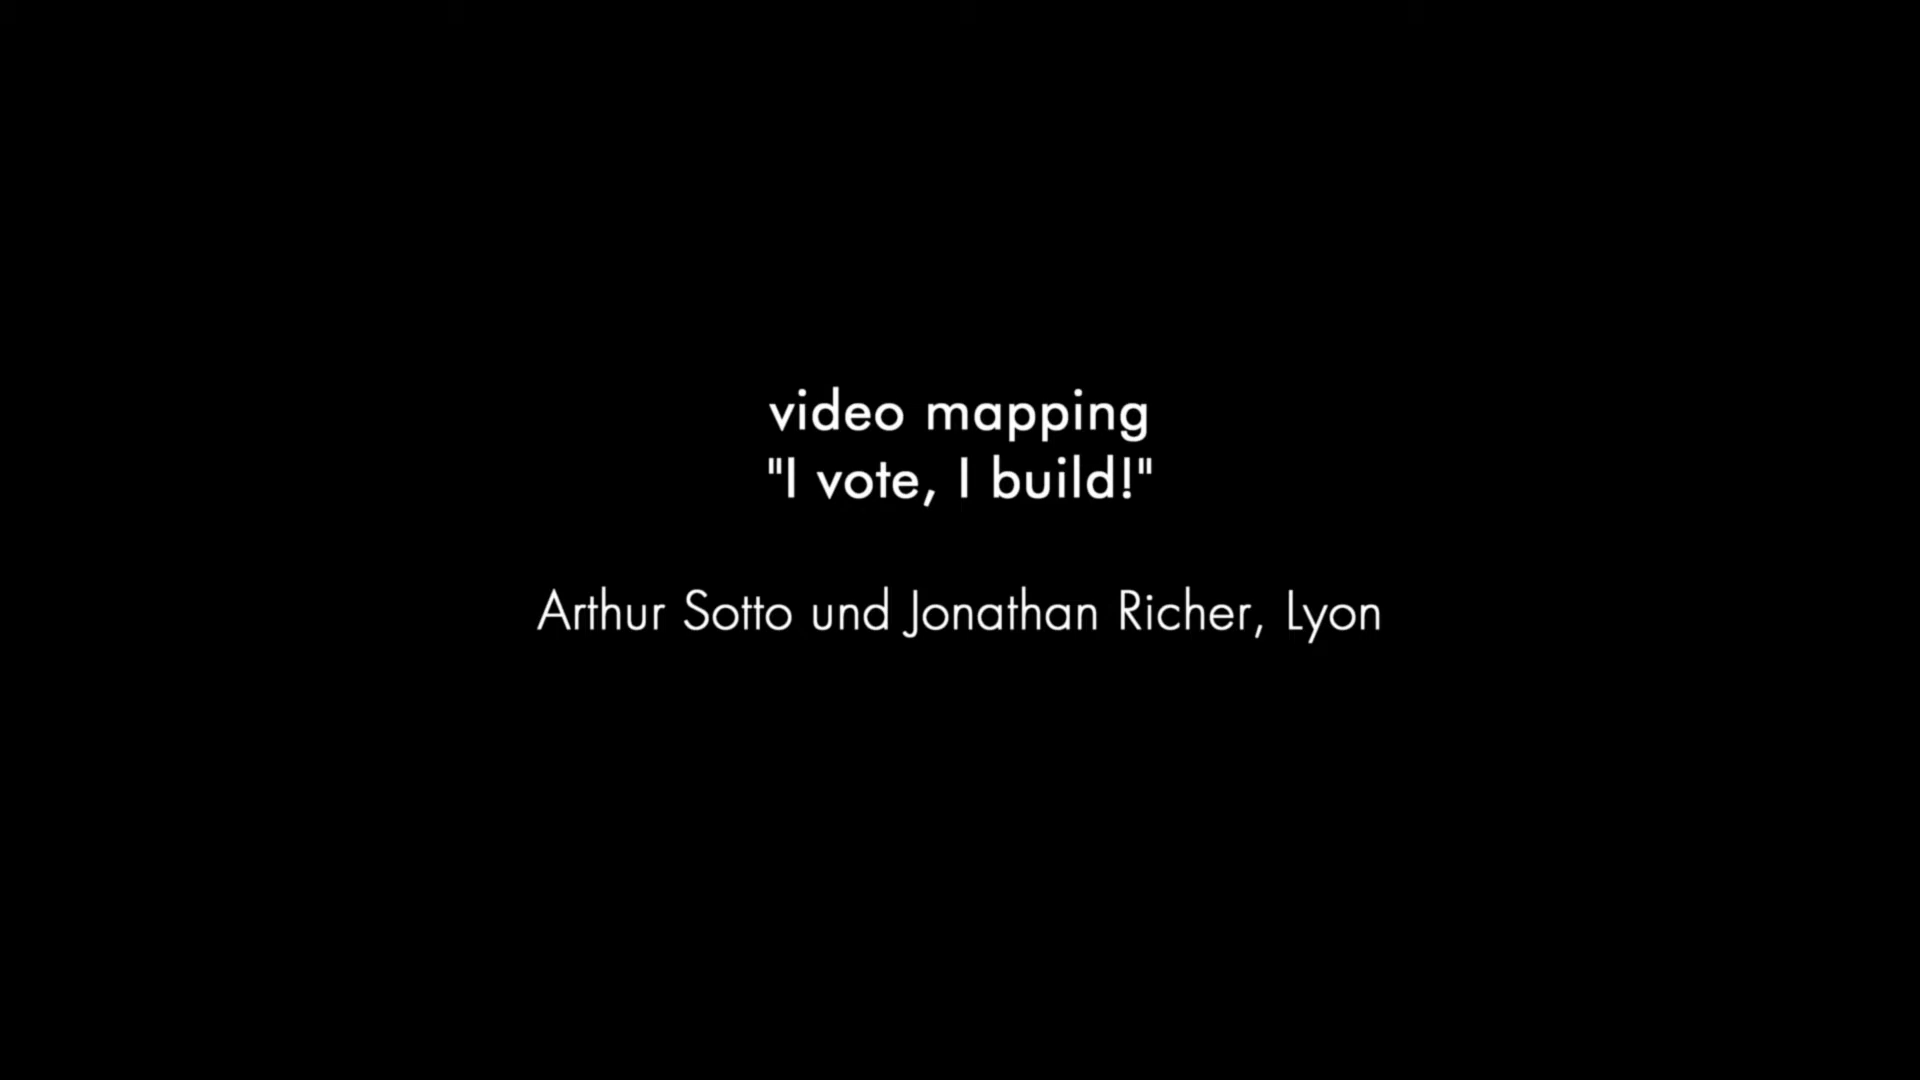 video mapping
"I vote, I build!"
Arthur Sotto und Jonathan Richer, Lyon